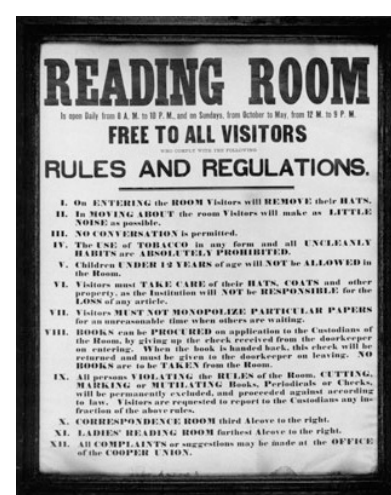 READING ROOM
Is open Daily from 8 A. M. to 10 P. M., and on Sundays, from October to May, from 12 M. to 9 P. M.
FREE TO ALL VISITORS
WHO COMPLY WITH THE FOLLOWING
RULES AND REGULATIONS.
I. On ENTERING the ROOM Visitors will REMOVE their HATS.
II. In MOVING ABOUT the room Visitors will make as LITTLE
NOISE as possible.
III. NO CONVERSATION is permitted.
IV. The USE of TOBACCO in any form and all UNCLEANLY
HABITS are ABSOLUTELY PROHIBITED.
V. Children UNDER 12 YEARS of age will NOT be ALLOWED in
the Room.
VI. Visitors must TAKE CARE of their HATS, COATS and other
property, as the Institution will NOT be RESPONSIBLE for the
LOSS of any article.
VII. Visitors MUST NOT MONOPOLIZE PARTICULAR PAPERS
for an unreasonable time when others are waiting.
VIII. BOOKS can be PROCURED on application to the Custodians of
the Room, by giving up the check received from the doorkeeper
on entering. When the book is handed back, this check will be
returned and must be given to the doorkeeper on leaving. NO
BOOKS are to be TAKEN from the Room.
IX. All persons VIOLATING the RULES of the Room, CUTTING,
MARKING or MUTILATING Books, Periodicals or Checks,
will be permanently excluded, and proceeded against according
to law. Visitors are requested to report to the Custodians any in-
fraction of the above rules.
X. CORRESPONDENCE ROOM third Alcove to the right.
XI. LADIES' READING ROOM furthest Alcove to the right.
XII. All COMPLAINTS or suggestions may be made at the OFFICE
of the COOPER UNION.